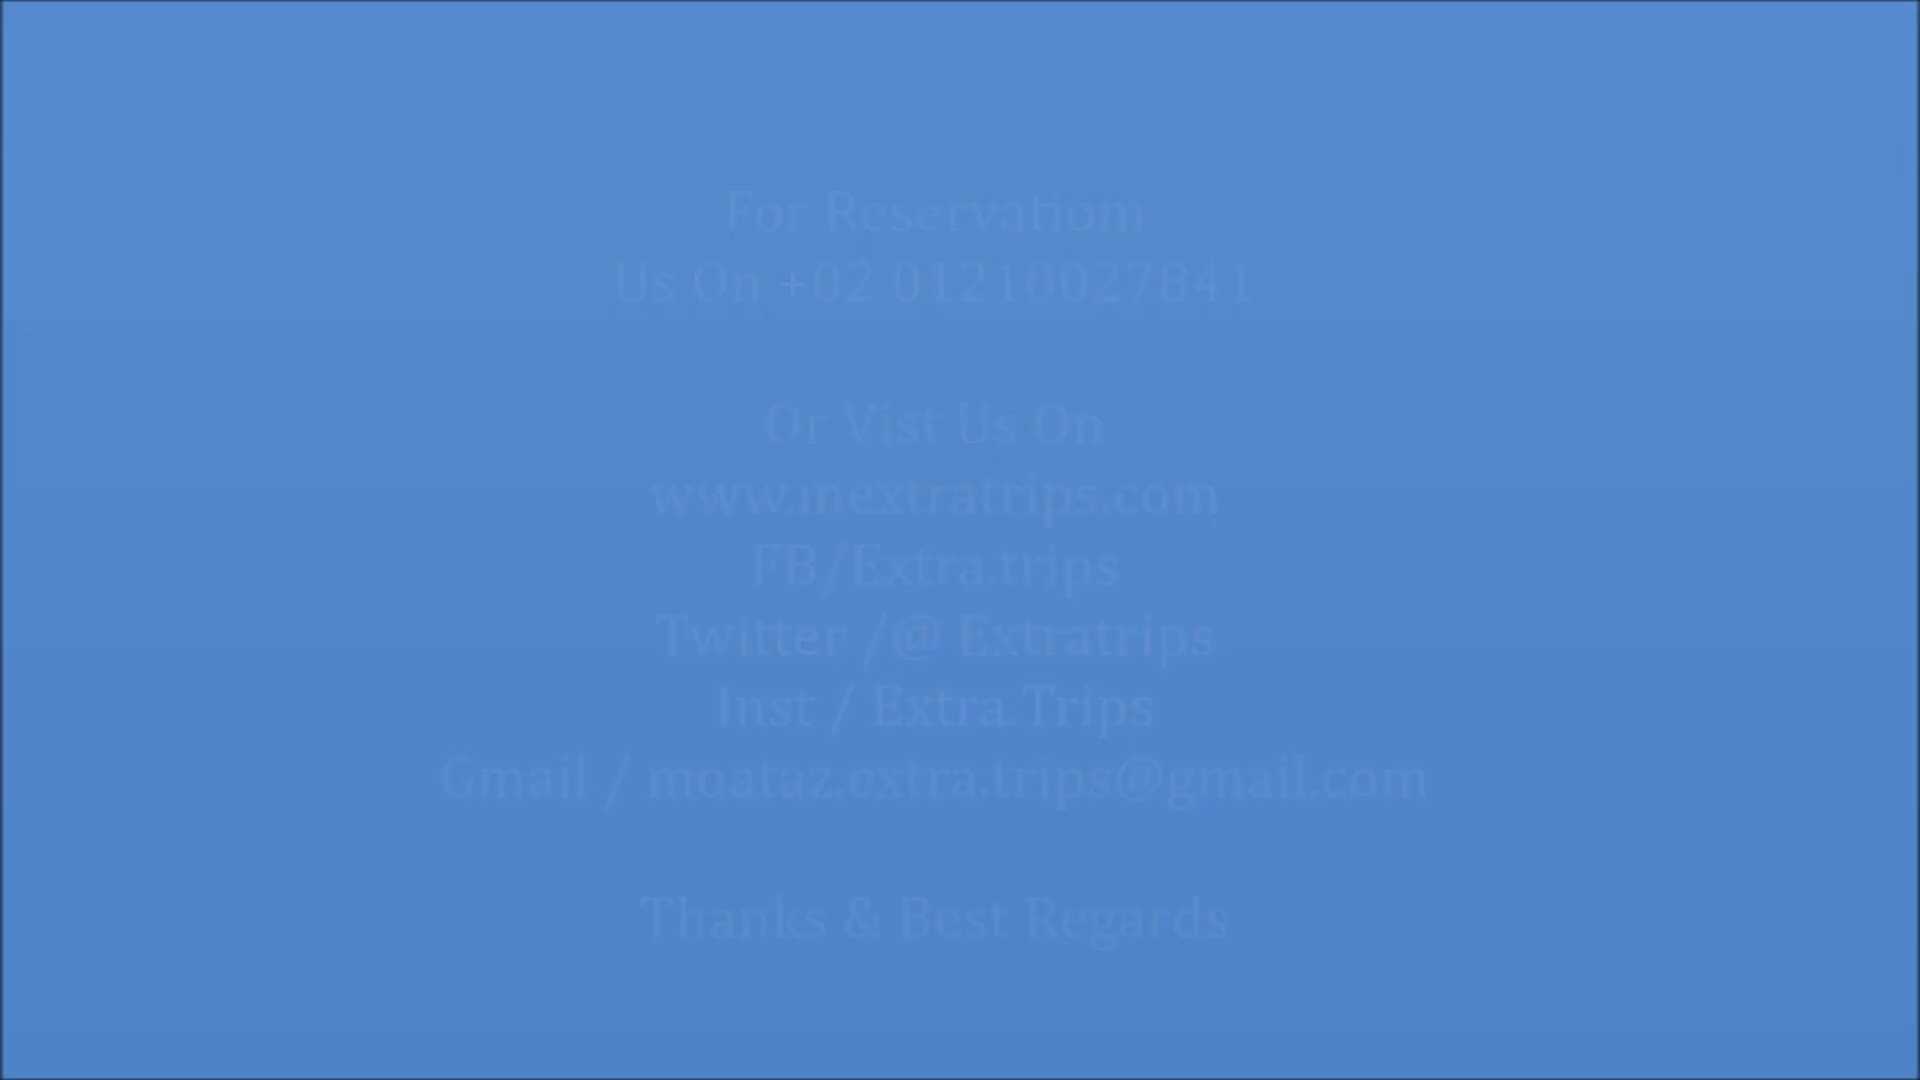 For Reservatiom
Us On +02 01210027841
Or Vist Us On
www.mextratrips.com
FB/Extra.trips
Twitter /@ Extratrips
Inst / Extra.Trips
Gmail / moataz.extra.trips@gmail.com
Thanks & Best Regards